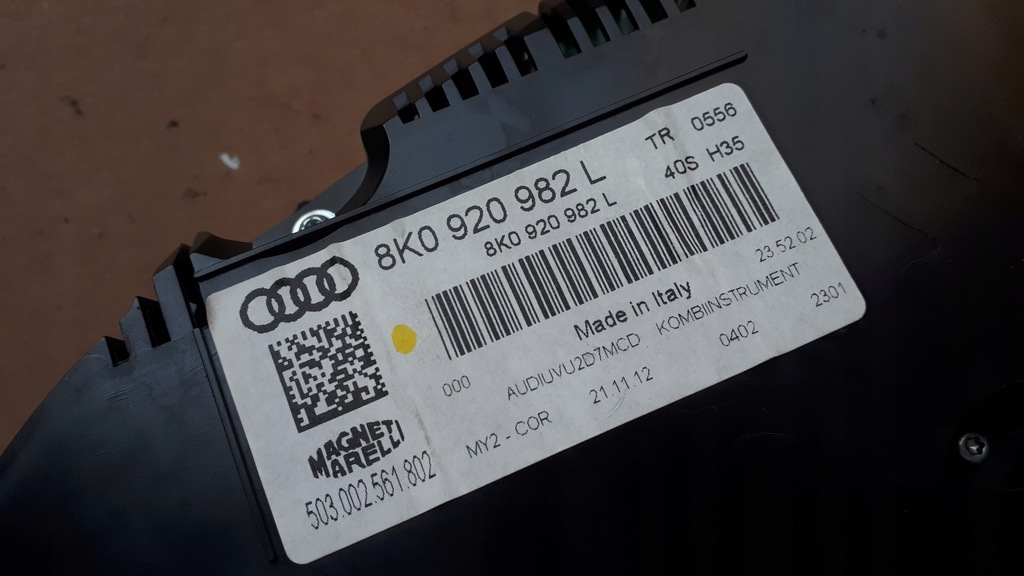 8K0 920 982 L
TR 0556
8K0 920 982 L
40S H35
Made in Italy
23.52.02
000
AUDIUVU2D7MCD
KOMBIINSTRUMENT
MY2 - COR
21.11.12
0402
2301
MAGNETI
MARELLI
503.002.561.802